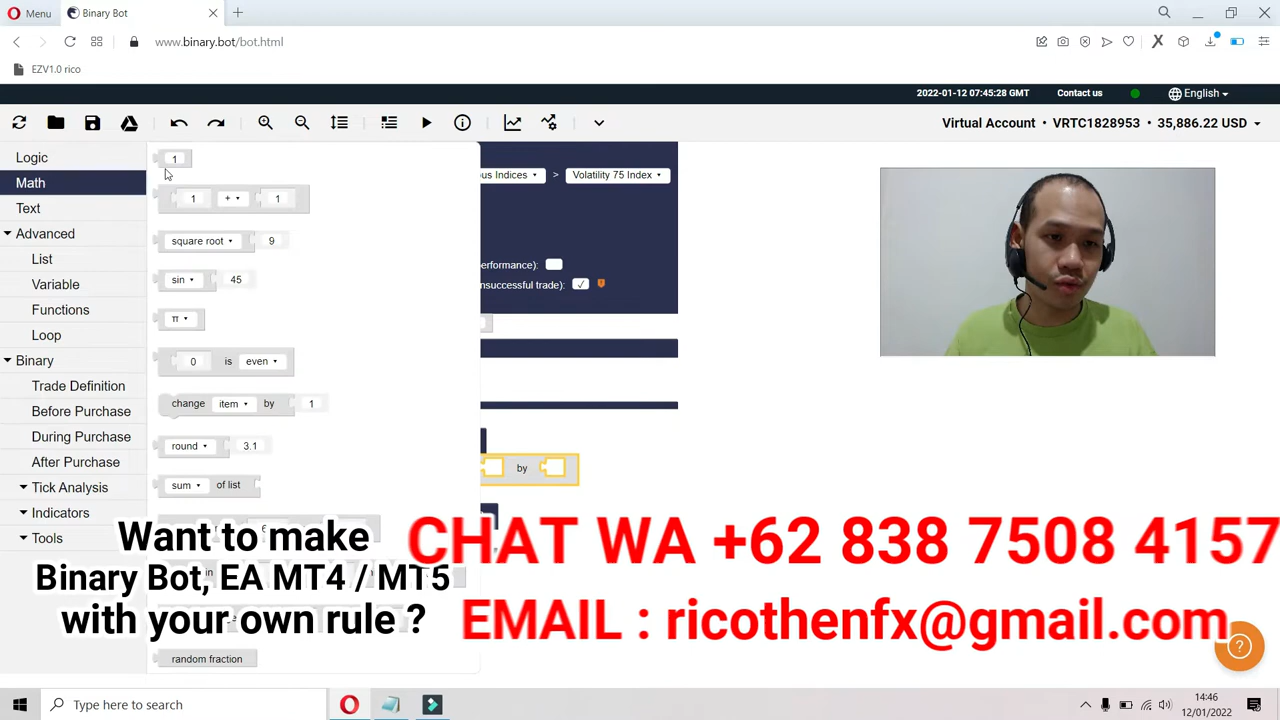 Menu
Binary Bot
www.binary.bot/bot.html
EZV1.0 rico
2022-01-12 07:45:28 GMT
Contact us
English
Virtual Account • VRTC1828953 • 35,886.22 USD
Logic
Math
Text
Advanced
List
Variable
Functions
Loop
Binary
Trade Definition
Before Purchase
During Purchase
After Purchase
Tick Analysis
Indicators
Tools
1
1 + 1
square root 9
sin 45
π
0 is even
change item by 1
round 3.1
sum of list
random fraction
ous Indices > Volatility 75 Index
erformance):
nsuccessful trade):
by
Want to make
Binary Bot, EA MT4 / MT5
with your own rule ?
CHAT WA +62 838 7508 4157
EMAIL : ricothenfx@gmail.com
Type here to search
14:46
12/01/2022